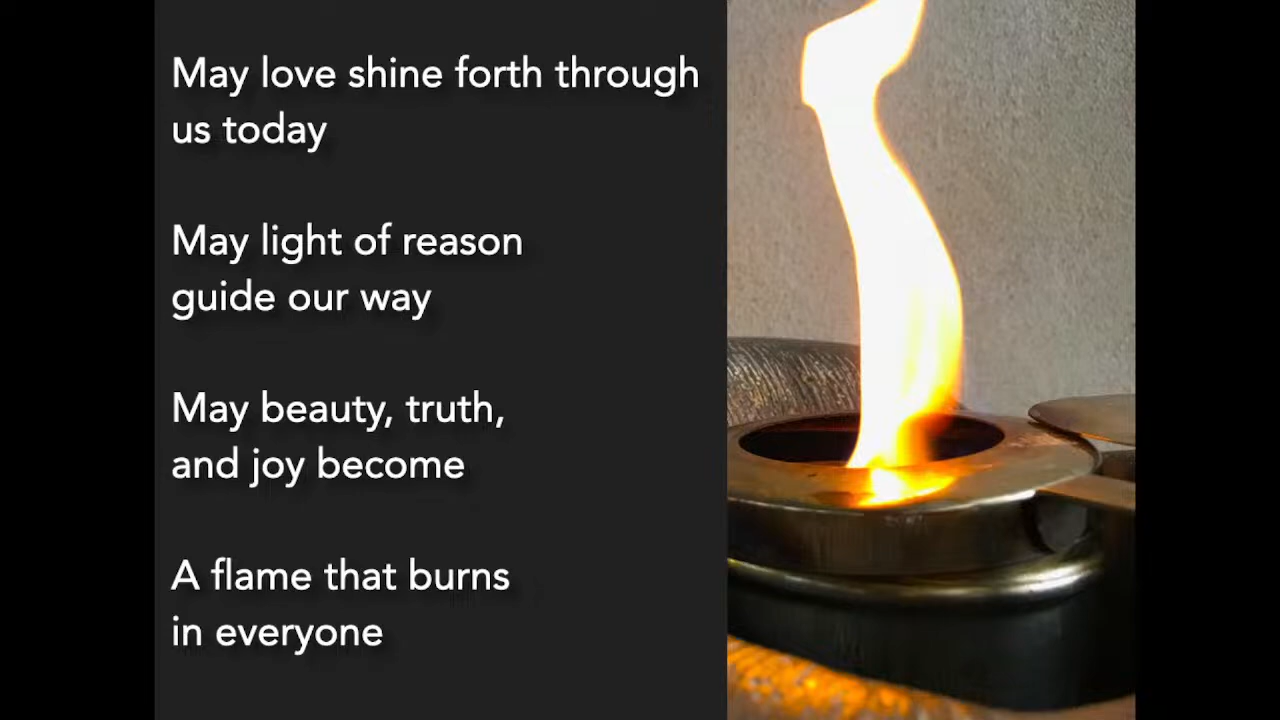 May love shine forth through
us today
May light of reason
guide our way
May beauty, truth,
and joy become
A flame that burns
in everyone